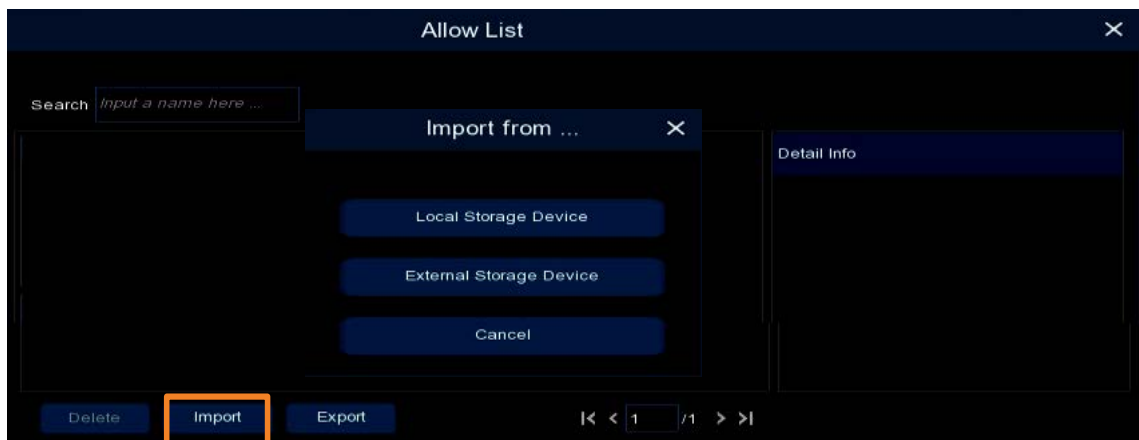 Allow List
Search Input a name here ...
Import from ...
Detail Info
Local Storage Device
External Storage Device
Cancel
Delete Import Export 1 /1